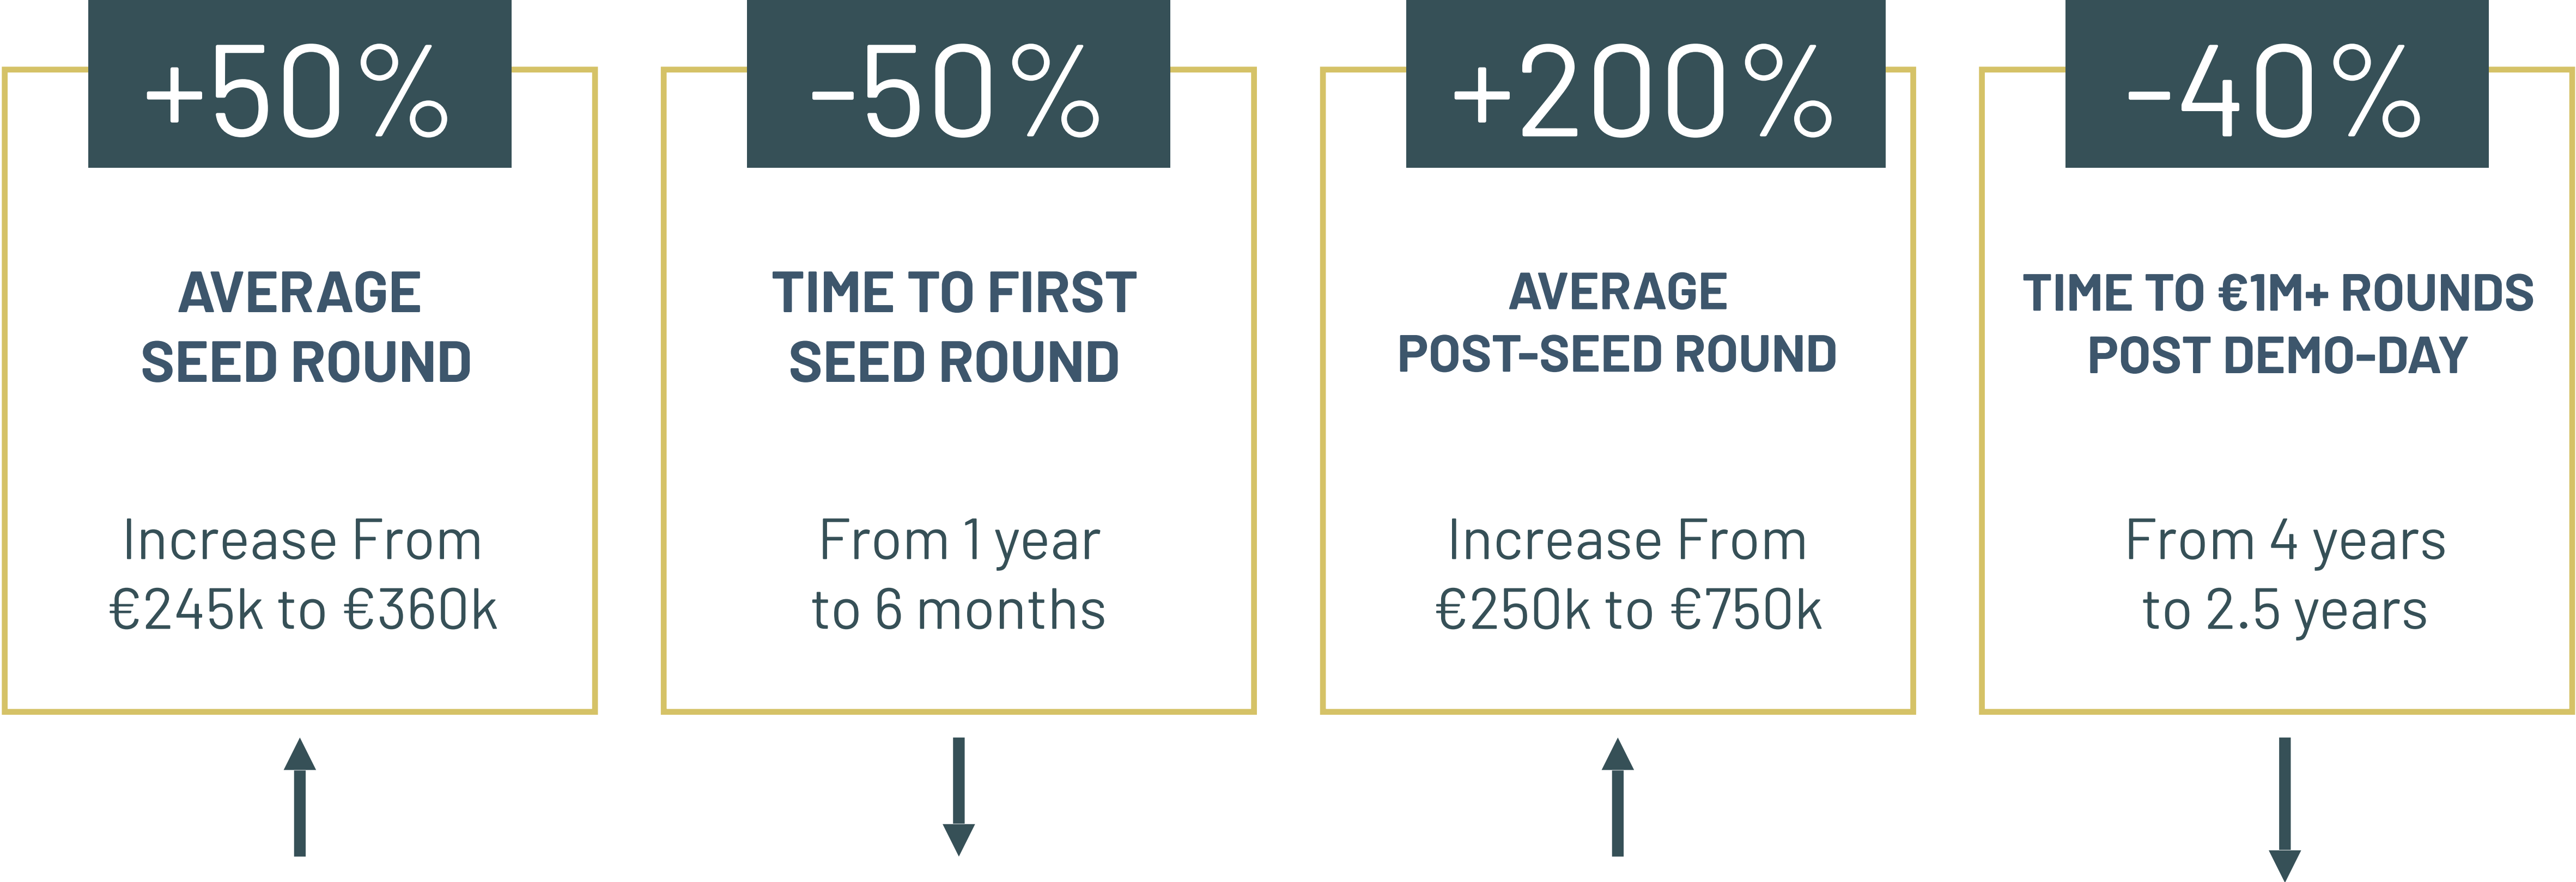 +50%
AVERAGE
SEED ROUND
Increase From
€245k to €360k
-50%
TIME TO FIRST
SEED ROUND
From 1 year
to 6 months
+200%
AVERAGE
POST-SEED ROUND
Increase From
€250k to €750k
-40%
TIME TO €1M+ ROUNDS
POST DEMO-DAY
From 4 years
to 2.5 years